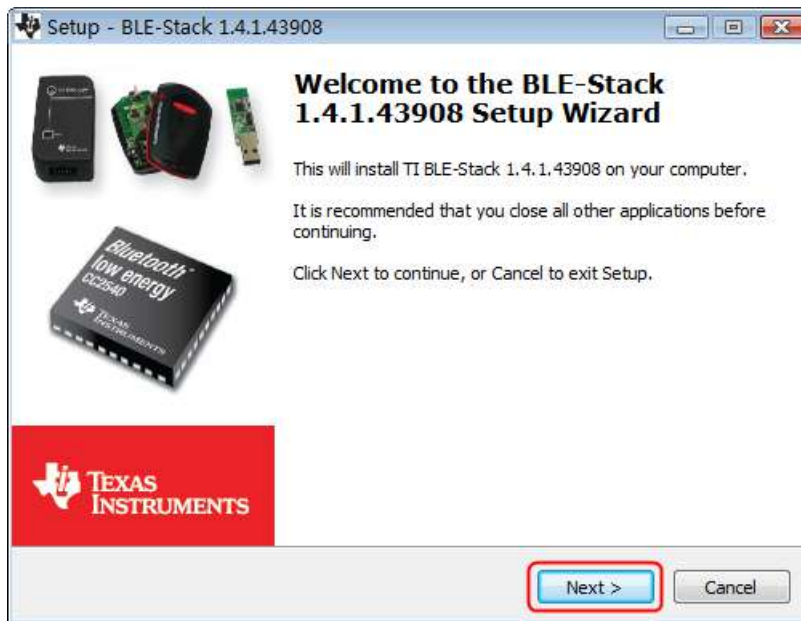 Setup - BLE-Stack 1.4.1.43908
Welcome to the BLE-Stack
1.4.1.43908 Setup Wizard
This will install TI BLE-Stack 1.4.1.43908 on your computer.
It is recommended that you close all other applications before
continuing.
Click Next to continue, or Cancel to exit Setup.
Bluetooth®
low energy
CC2540
TEXAS
INSTRUMENTS
TEXAS
INSTRUMENTS
Next >
Cancel